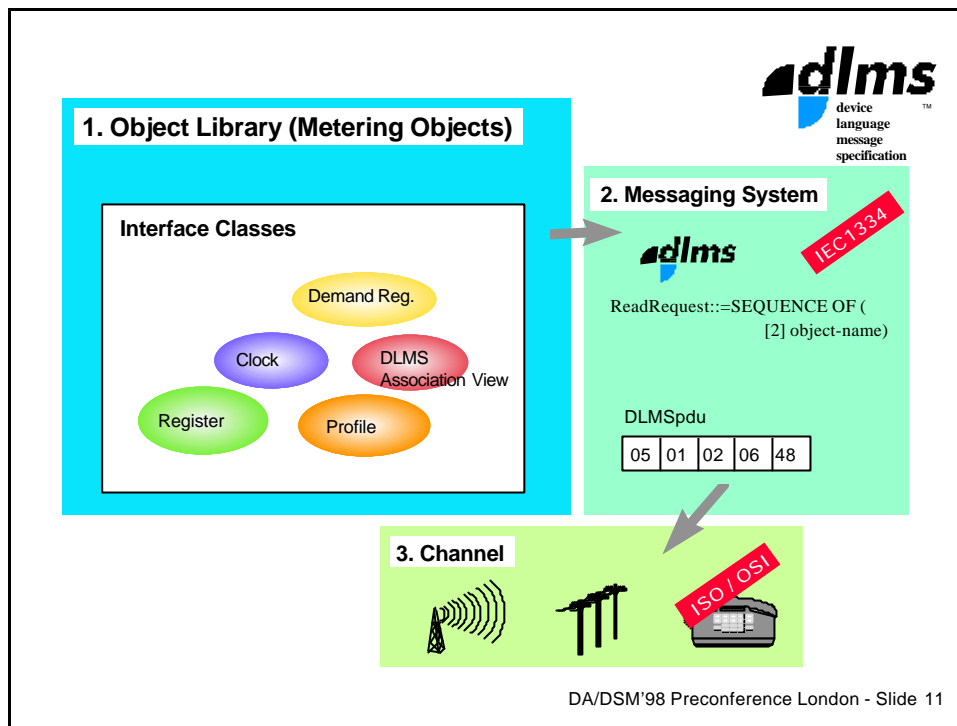 dlms
TM
device
language
message
specification
1. Object Library (Metering Objects)
Interface Classes
Demand Reg.
Clock
DLMS
Association View
Register
Profile
2. Messaging System
IEC1334
dlms
ReadRequest::=SEQUENCE OF (
[2] object-name)
DLMSpdu
05 01 02 06 48
3. Channel
ISO / OSI
DA/DSM'98 Preconference London - Slide 11